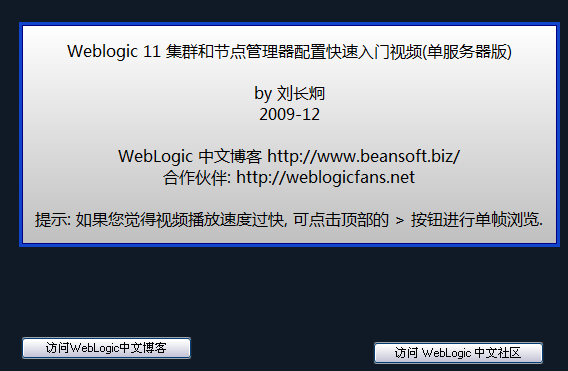 Weblogic 11 集群和节点管理器配置快速入门视频(单服务器版)
by 刘长炯
2009-12
WebLogic 中文博客 http://www.beansoft.biz/
合作伙伴: http://weblogicfans.net
提示: 如果您觉得视频播放速度过快, 可点击顶部的 > 按钮进行单帧浏览.
访问WebLogic中文博客
访问 WebLogic 中文社区